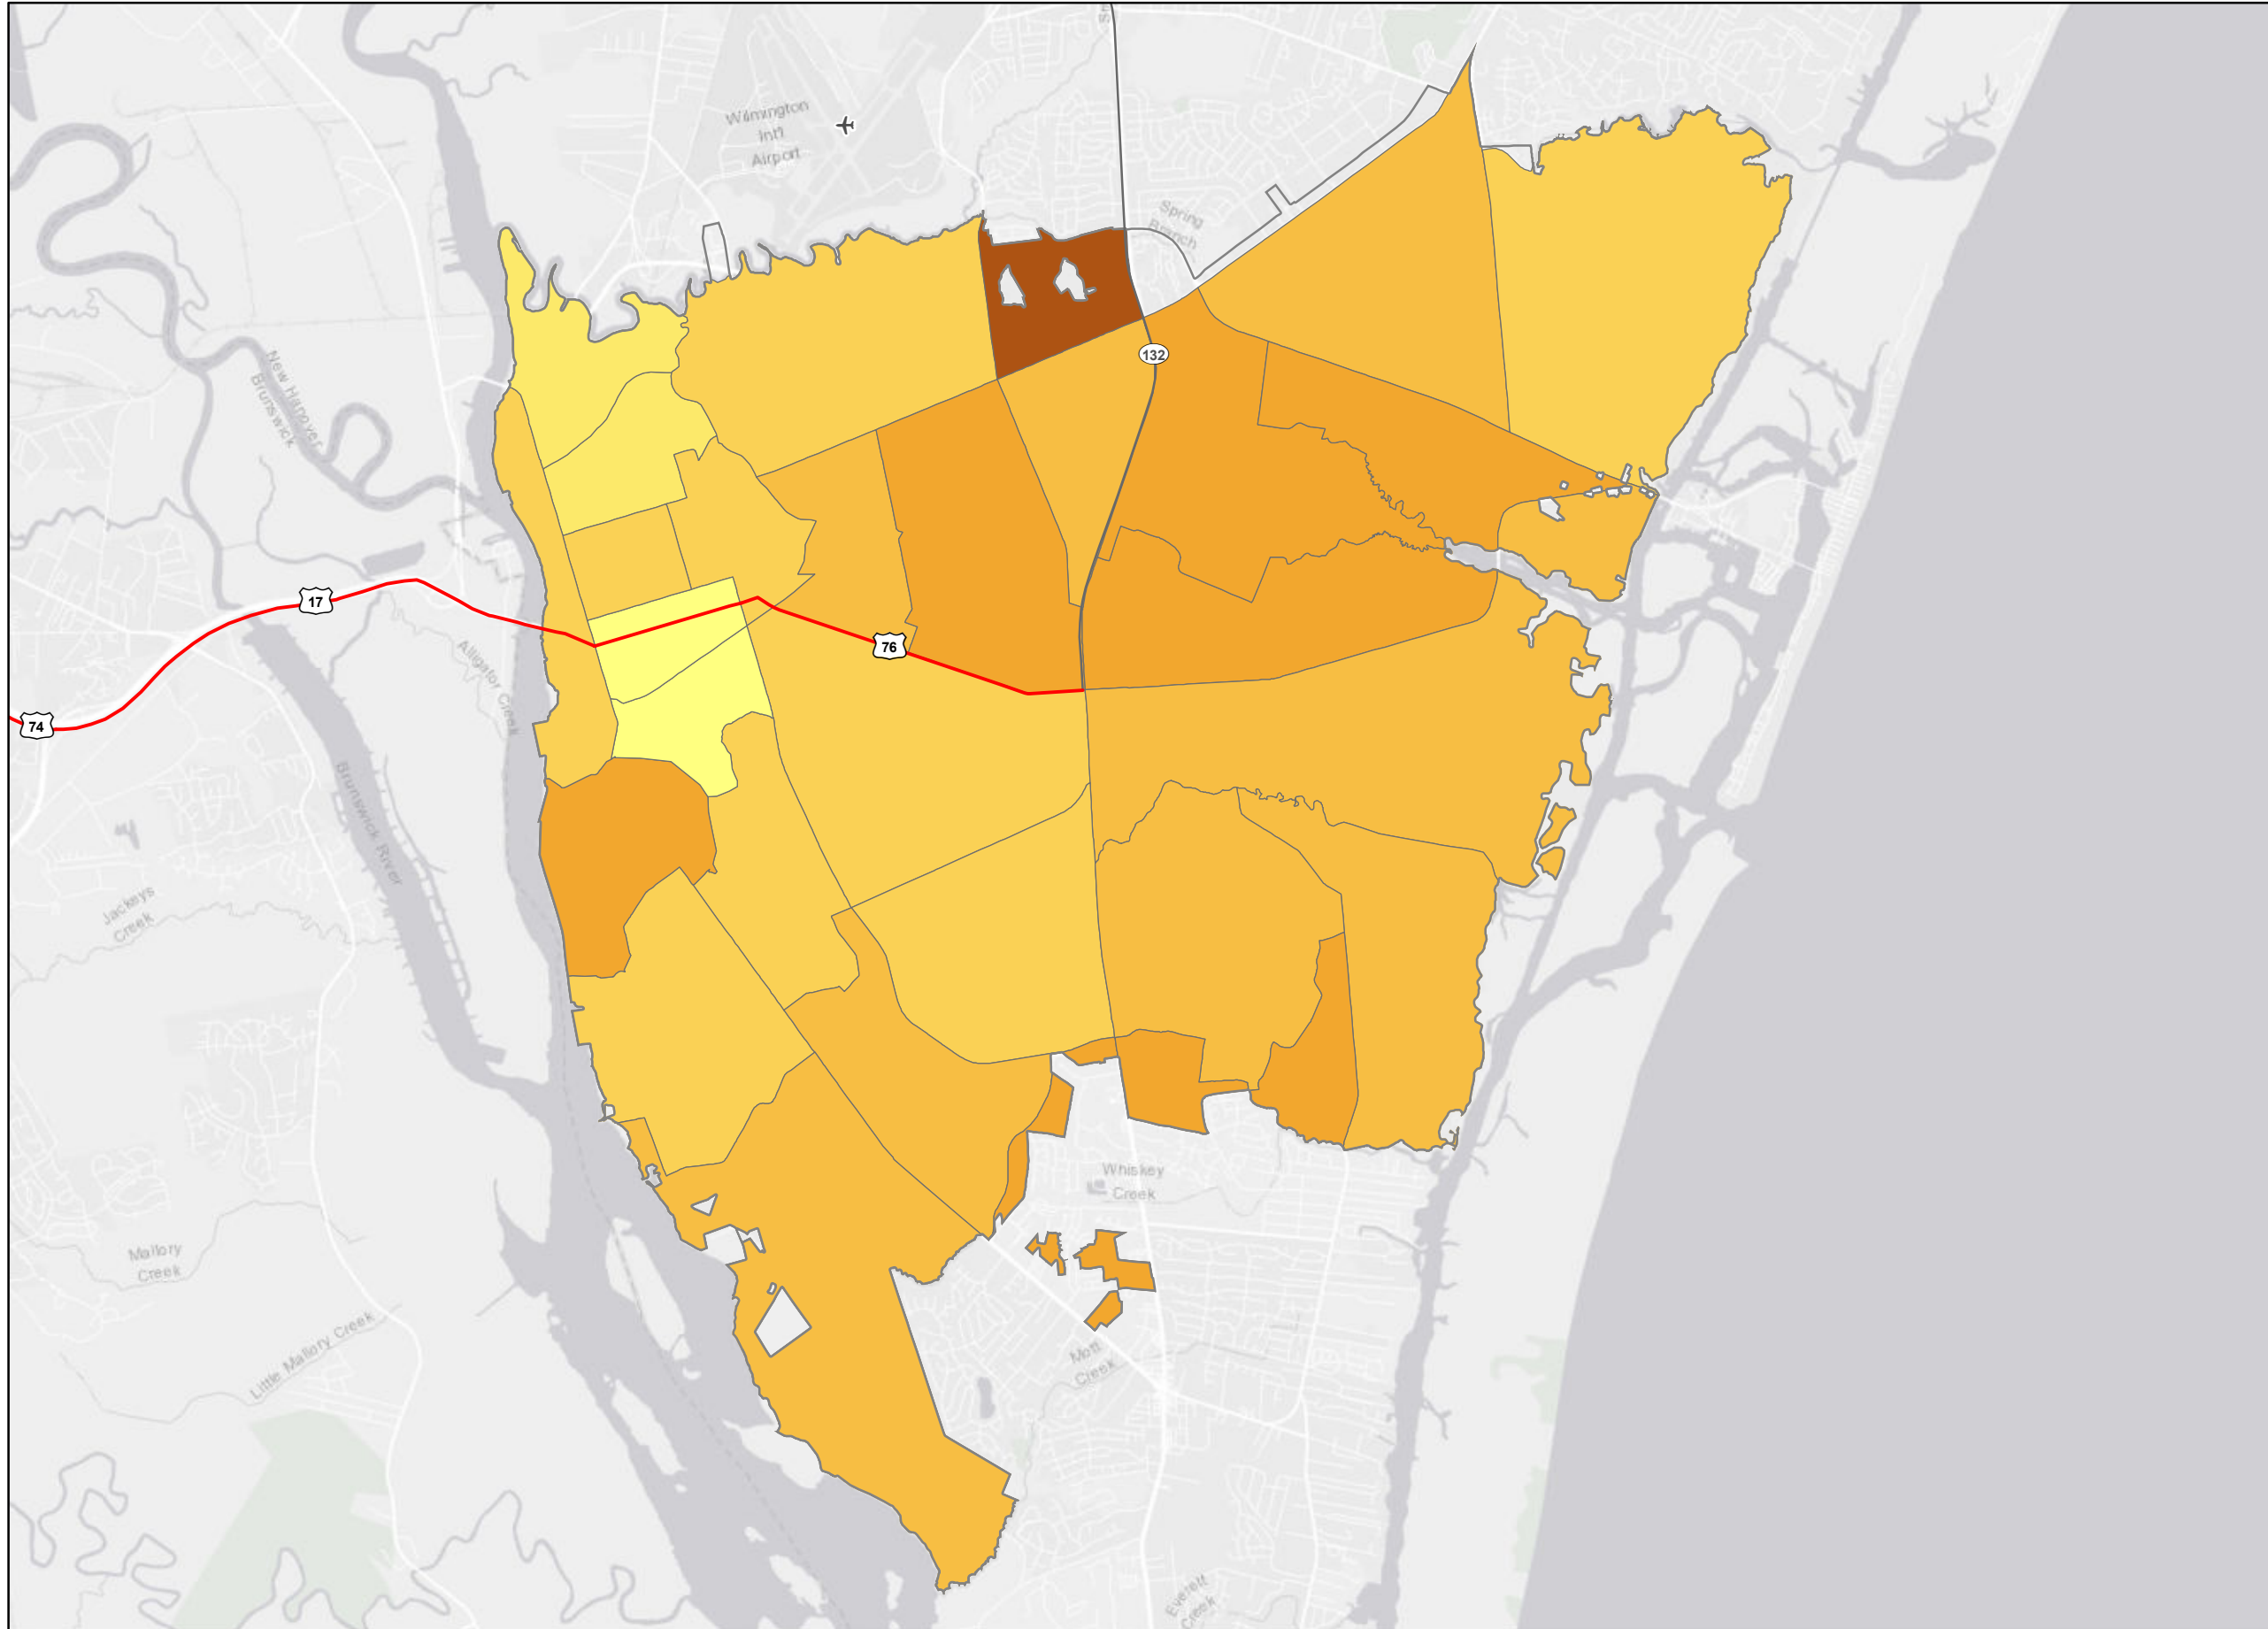 Wilmington
Int'l
Airport
Spring
Branch
132
New Hanover
Brunswick
17
76
Alligator Creek
74
Brunswick River
Jackeys
Creek
Whiskey
Creek
Mallory
Creek
Little Mallory Creek
Mott
Creek
Everett
Creek